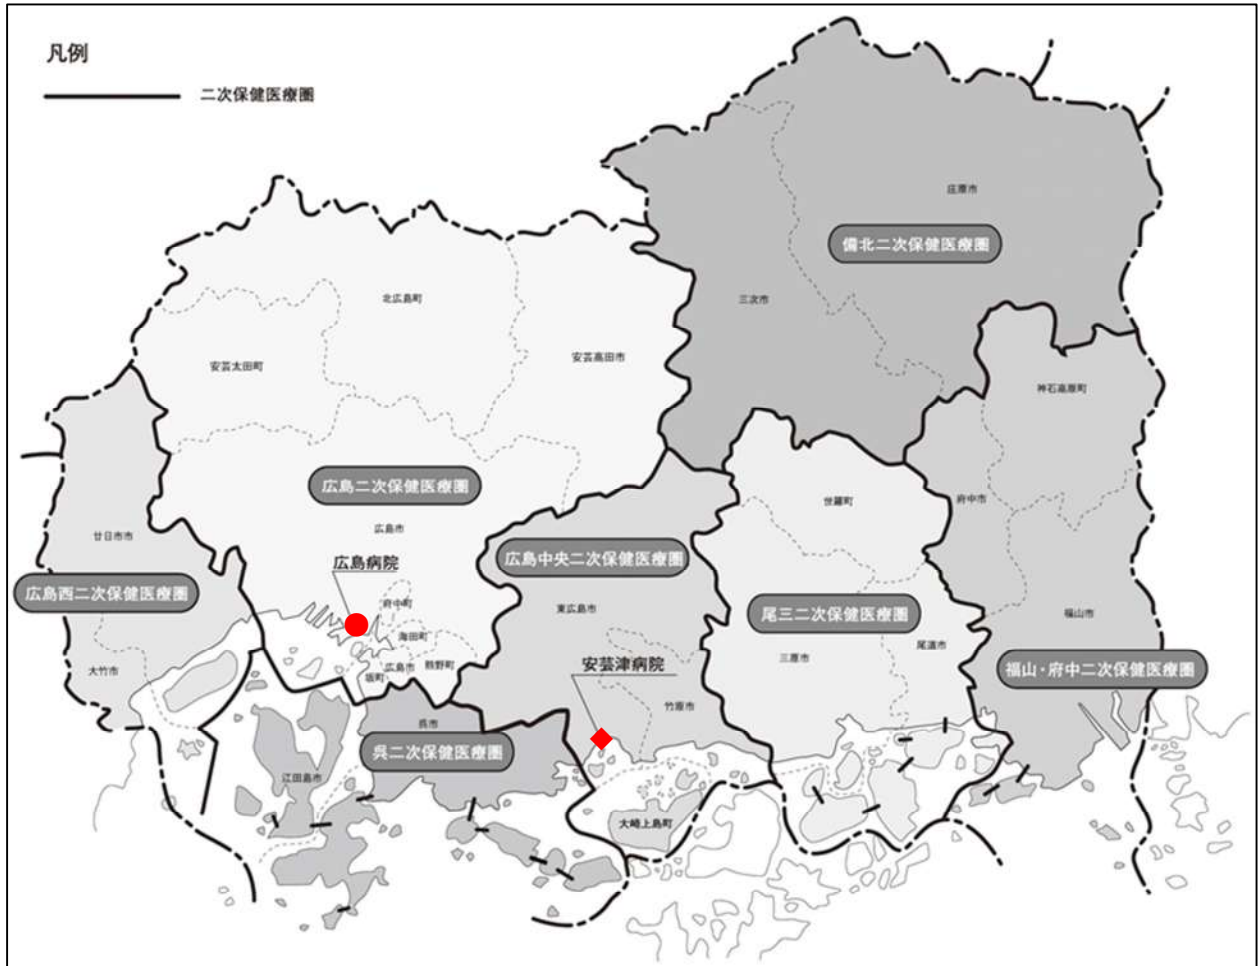 凡例
二次保健医療圏
庄原市
備北二次保健医療圏
三次市
北広島町
安芸太田町
安芸高田市
神石高原町
広島二次保健医療圏
世羅町
府中市
広島市
廿日市市
広島病院
広島中央二次保健医療圏
広島西二次保健医療圏
府中町
東広島市
尾三二次保健医療圏
福山市
海田町
安芸津病院
三原市
尾道市
大竹市
広島市
熊野町
坂町
福山・府中二次保健医療圏
竹原市
呉市
呉二次保健医療圏
江田島市
大崎上島町